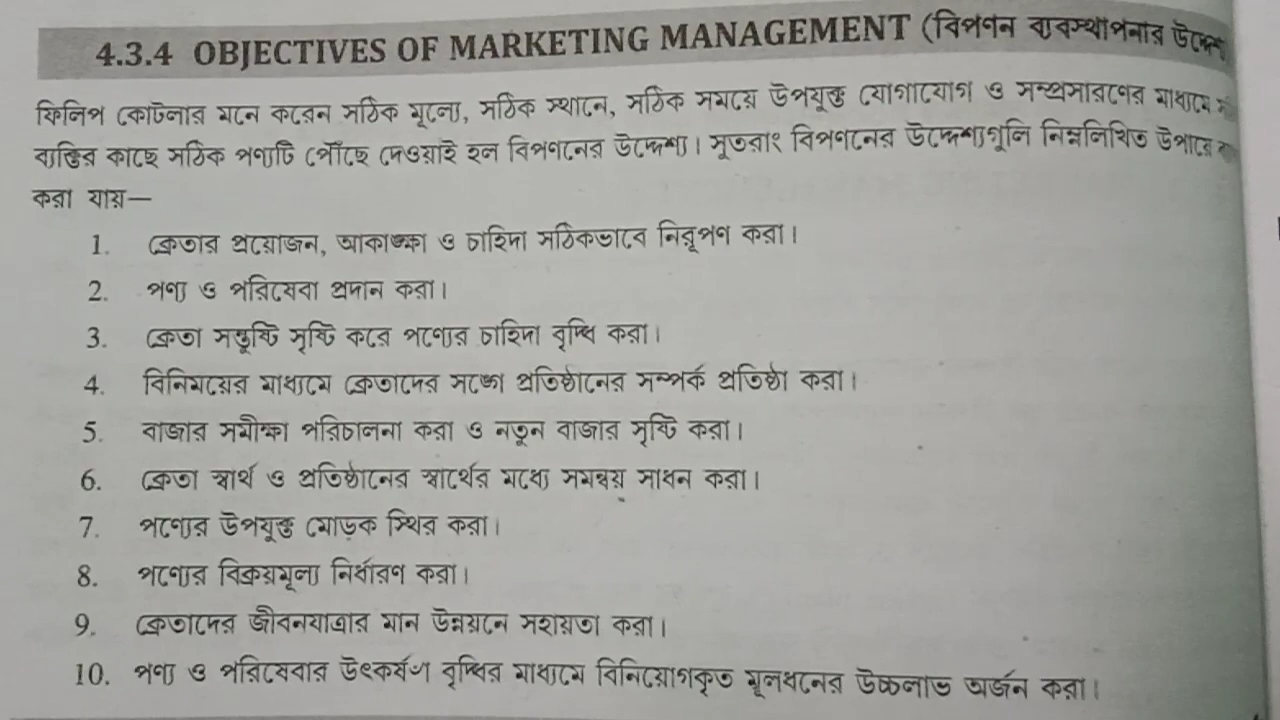 4.3.4 OBJECTIVES OF MARKETING MANAGEMENT (বিপণন ব্যবস্থাপনার
ফিলিপ কোটলার মনে করেন সঠিক মূল্যে, সঠিক স্থানে, সঠিক সময়ে উপযুক্ত যোগাযোগ ও সম্প্রসারণের মাধ্যমে
ব্যক্তির কাছে সঠিক পণ্যটি পৌঁছে দেওয়াই হল বিপণনের উদ্দেশ্য। সুতরাং বিপণনের উদ্দেশ্যগুলি নিম্নলিখিত উপায়ে
করা যায়—
1. ক্রেতার প্রয়োজন, আকাঙ্ক্ষা ও চাহিদা সঠিকভাবে নিরূপণ করা।
2. পণ্য ও পরিসেবা প্রদান করা।
3. ক্রেতা সন্তুষ্টি সৃষ্টি করে পণ্যের চাহিদা বৃদ্ধি করা।
4. বিনিময়ের মাধ্যমে ক্রেতাদের সঙ্গে প্রতিষ্ঠানের সম্পর্ক প্রতিষ্ঠা করা।
5. বাজার সমীক্ষা পরিচালনা করা ও নতুন বাজার সৃষ্টি করা।
6. ক্রেতা স্বার্থ ও প্রতিষ্ঠানের স্বার্থের মধ্যে সমন্বয় সাধন করা।
7. পণ্যের উপযুক্ত মোড়ক স্থির করা।
8. পণ্যের বিক্রয়মূল্য নির্ধারণ করা।
9. ক্রেতাদের জীবনযাত্রার মান উন্নয়নে সহায়তা করা।
10. পণ্য ও পরিসেবার উৎকর্ষণ বৃদ্ধির মাধ্যমে বিনিয়োগকৃত মূলধনের উচ্চলাভ অর্জন করা।